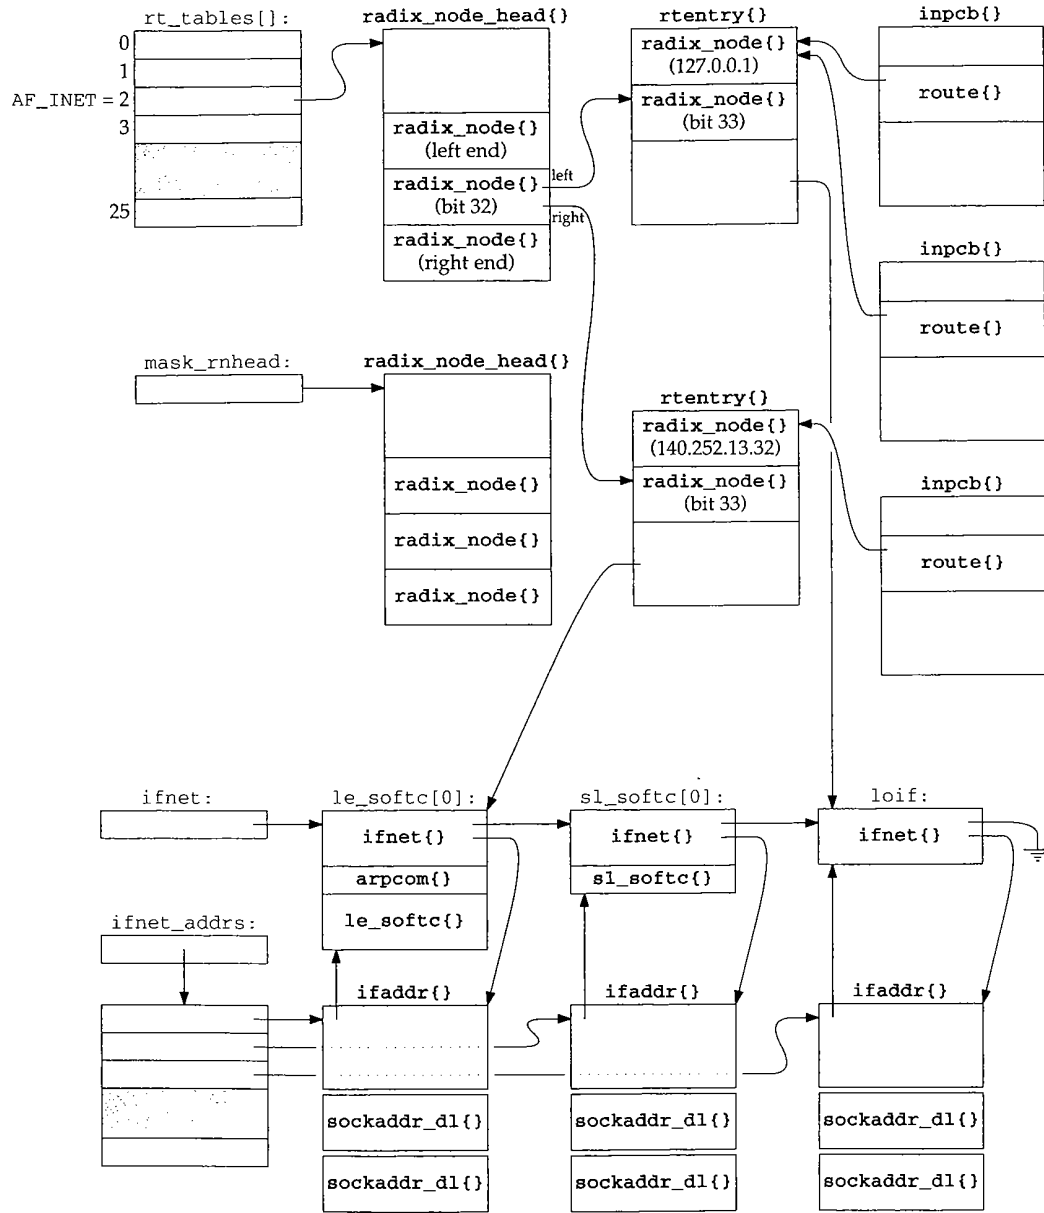 rt_tables[]:
0
1
AF_INET = 2
3
25
radix_node_head{}
radix_node{}
(left end)
radix_node{}
(bit 32)
radix_node{}
(right end)
left
right
rtentry{}
radix_node{}
(127.0.0.1)
radix_node{}
(bit 33)
inpcb{}
route{}
inpcb{}
route{}
mask_rnhead:
radix_node_head{}
radix_node{}
radix_node{}
radix_node{}
rtentry{}
radix_node{}
(140.252.13.32)
radix_node{}
(bit 33)
inpcb{}
route{}
ifnet:
le_softc[0]:
ifnet{}
arpcom{}
le_softc{}
sl_softc[0]:
ifnet{}
sl_softc{}
loif:
ifnet{}
ifnet_addrs:
ifaddr{}
ifaddr{}
ifaddr{}
sockaddr_dl{}
sockaddr_dl{}
sockaddr_dl{}
sockaddr_dl{}
sockaddr_dl{}
sockaddr_dl{}